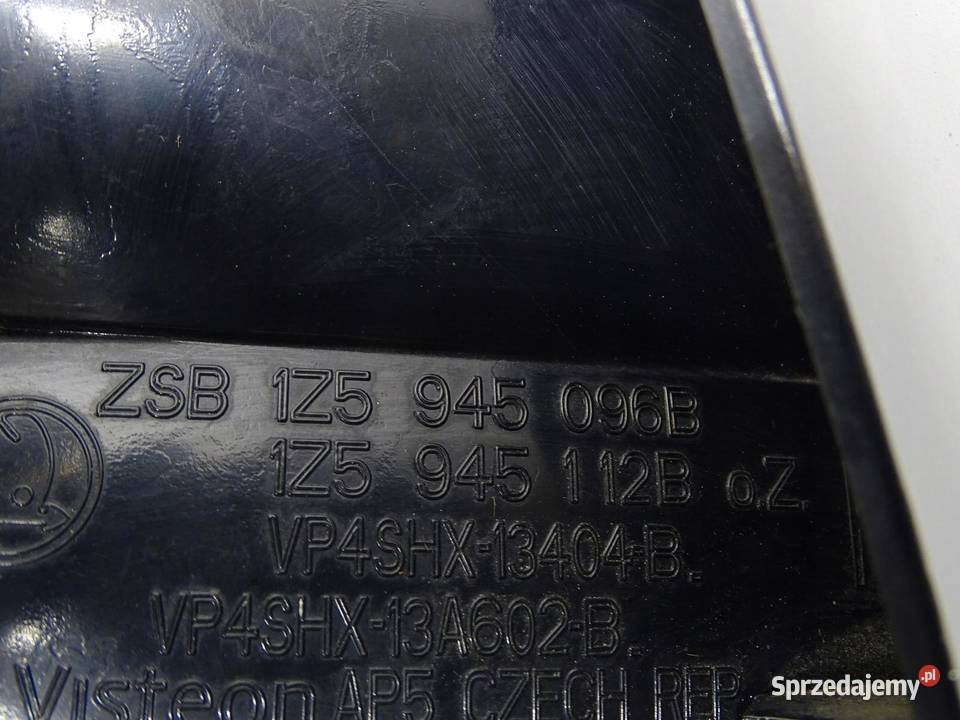 ZSB 1Z5 945 096B
1Z5 945 112B o.Z.
VP4SHX-13404-B.
VP4SHX-13A602-B.
Visteon AP5 CZECH REP.
Sprzedajemy.pl